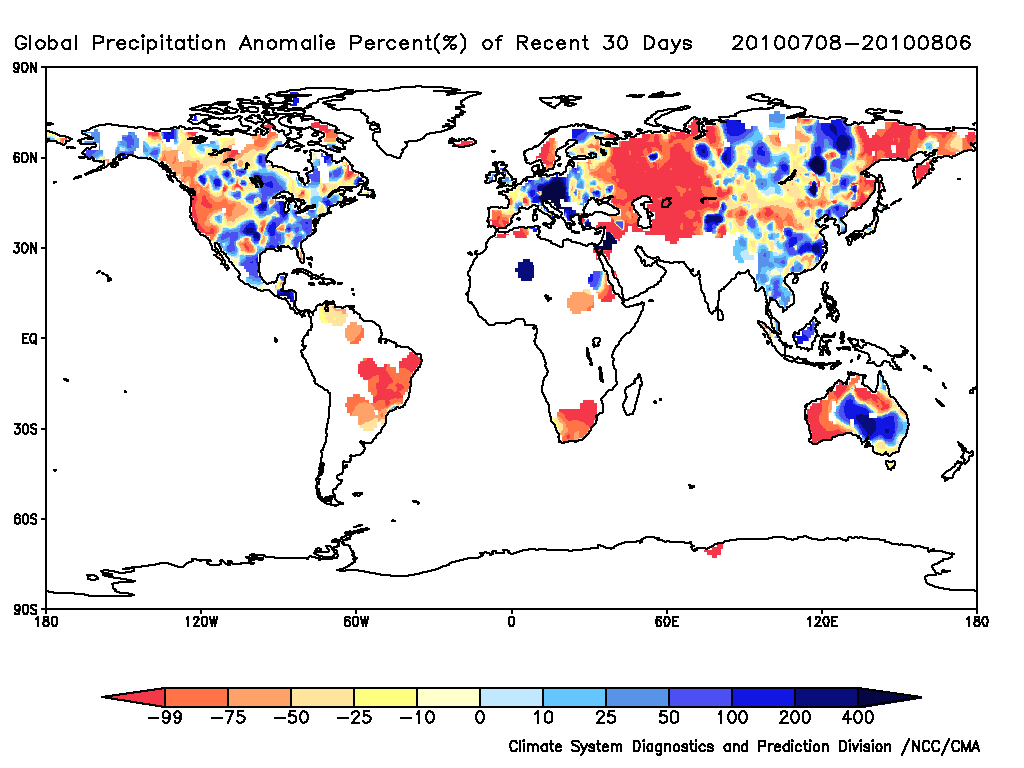 Global Precipitation Anomalie Percent(%) of Recent 30 Days 20100708-20100806
90N
60N
30N
EQ
30S
60S
90S
180 120W 60W 0 60E 120E 180
-99 -75 -50 -25 -10 0 10 25 50 100 200 400
Climate System Diagnostics and Prediction Division /NCC/CMA